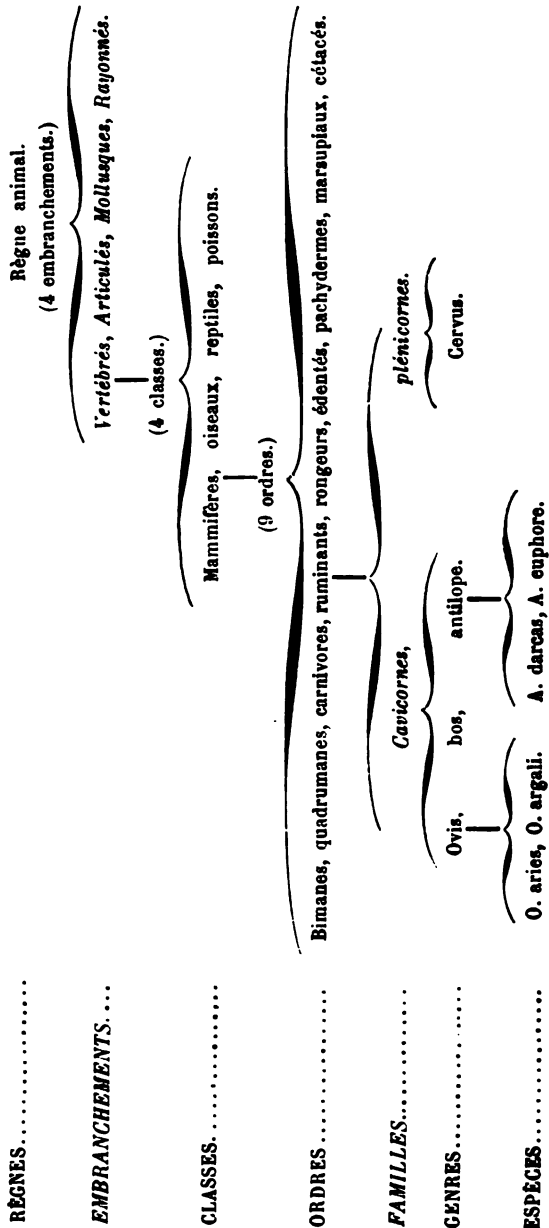 RÈGNES................. Règne animal.
(4 embranchements.)
EMBRANCHEMENTS.... Vertébrés, Articulés, Mollusques, Rayonnés.
(4 classes.)
CLASSES............... Mammifères, oiseaux, reptiles, poissons.
(9 ordres.)
ORDRES................ Bimanes, quadrumanes, carnivores, ruminants, rongeurs, édentés, pachydermes, marsupiaux, cétacés.
FAMILLES............... Cavicornes, plénicornes.
GENRES................ Ovis, bos, antilope. Cervus.
ESPÈCES............... O. aries, O. argali. A. darcas, A. euphore.